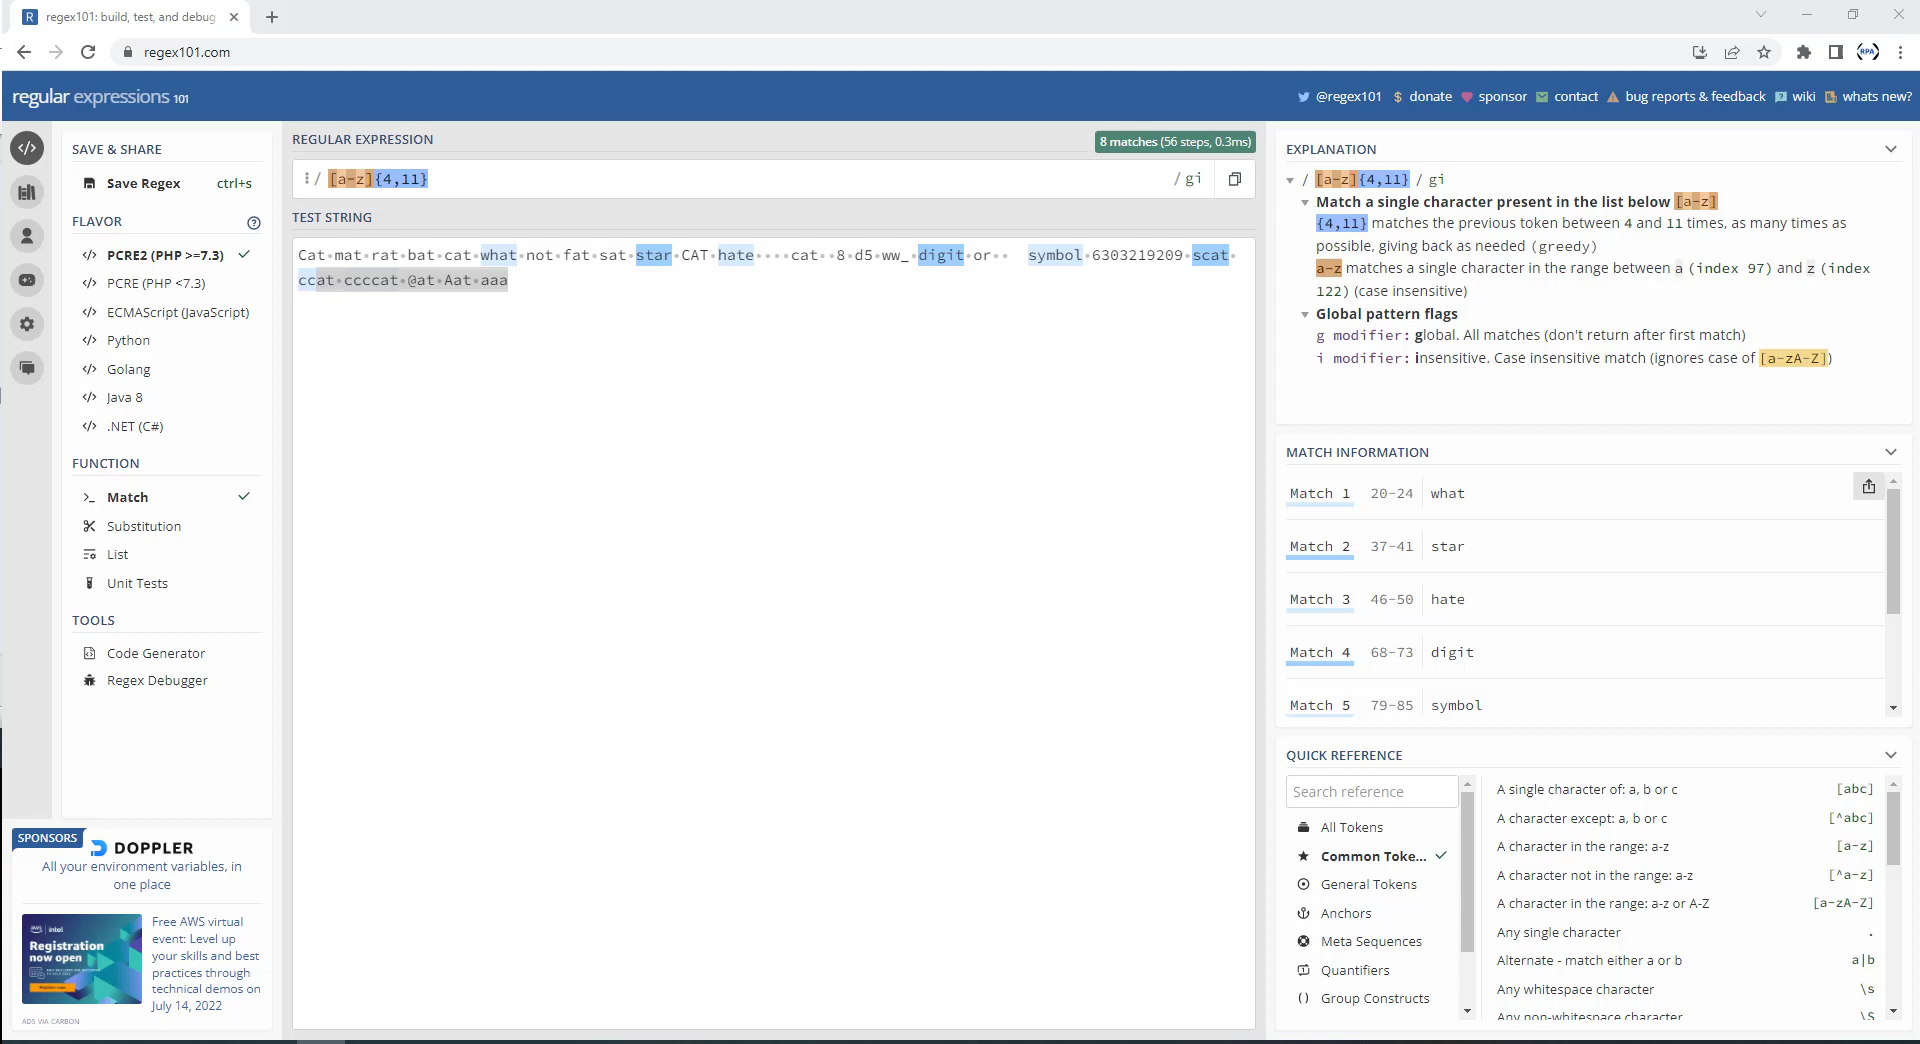 regex101: build, test, and debug
regex101.com
regular expressions 101
@regex101
$ donate
sponsor
contact
bug reports & feedback
wiki
whats new?
SAVE & SHARE
Save Regex ctrl+s
FLAVOR
PCRE2 (PHP >=7.3)
PCRE (PHP <7.3)
ECMAScript (JavaScript)
Python
Golang
Java 8
.NET (C#)
FUNCTION
Match
Substitution
List
Unit Tests
TOOLS
Code Generator
Regex Debugger
SPONSORS
DOPPLER
All your environment variables, in
one place
aws intel
Registration
now open
Free AWS virtual
event: Level up
your skills and best
practices through
technical demos on
July 14, 2022
ADS VIA CARBON
REGULAR EXPRESSION
8 matches (56 steps, 0.3ms)
/ [a-z]{4,11} / gi
TEST STRING
Cat·mat·rat·bat·cat·what·not·fat·sat·star·CAT·hate····cat··8·d5·ww_·digit·or·· symbol·6303219209·scat·
ccat·ccccat·@at·Aat·aaa
EXPLANATION
/ [a-z]{4,11} / gi
Match a single character present in the list below [a-z]
{4,11} matches the previous token between 4 and 11 times, as many times as
possible, giving back as needed (greedy)
a-z matches a single character in the range between a (index 97) and z (index
122) (case insensitive)
Global pattern flags
g modifier: global. All matches (don't return after first match)
i modifier: insensitive. Case insensitive match (ignores case of [a-zA-Z])
MATCH INFORMATION
Match 1 20-24 what
Match 2 37-41 star
Match 3 46-50 hate
Match 4 68-73 digit
Match 5 79-85 symbol
QUICK REFERENCE
Search reference
All Tokens
Common Toke...
General Tokens
Anchors
Meta Sequences
Quantifiers
Group Constructs
A single character of: a, b or c [abc]
A character except: a, b or c [^abc]
A character in the range: a-z [a-z]
A character not in the range: a-z [^a-z]
A character in the range: a-z or A-Z [a-zA-Z]
Any single character .
Alternate - match either a or b a|b
Any whitespace character \s
Any non-whitespace character \S